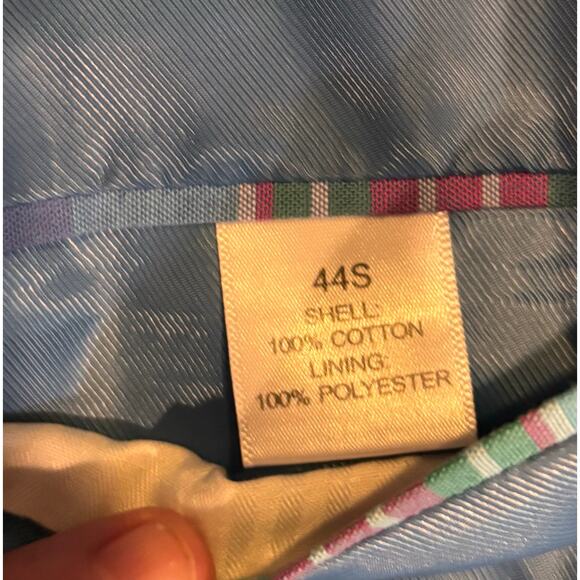 44S
SHELL:
100% COTTON
LINING:
100% POLYESTER